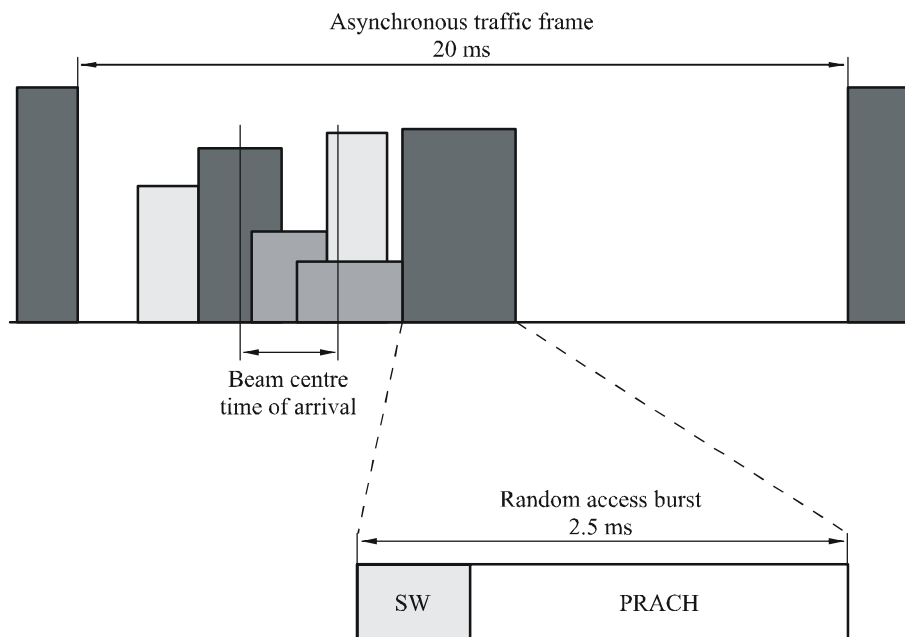 Asynchronous traffic frame
20 ms
Beam centre
time of arrival
Random access burst
2.5 ms
SW
PRACH